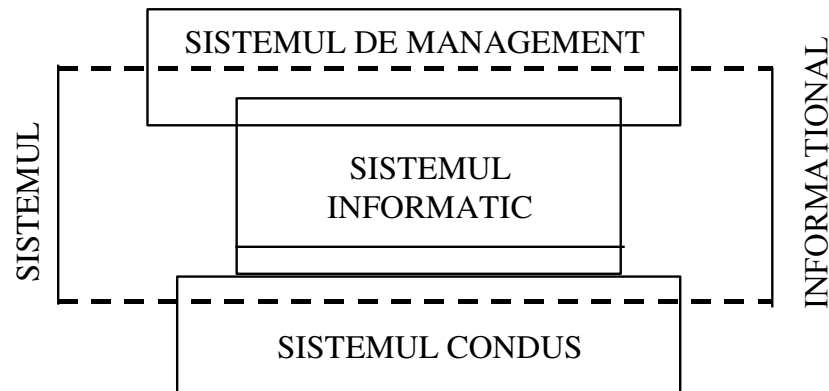 SISTEMUL DE MANAGEMENT
SISTEMUL
INFORMATIONAL
SISTEMUL
INFORMATIC
SISTEMUL CONDUS